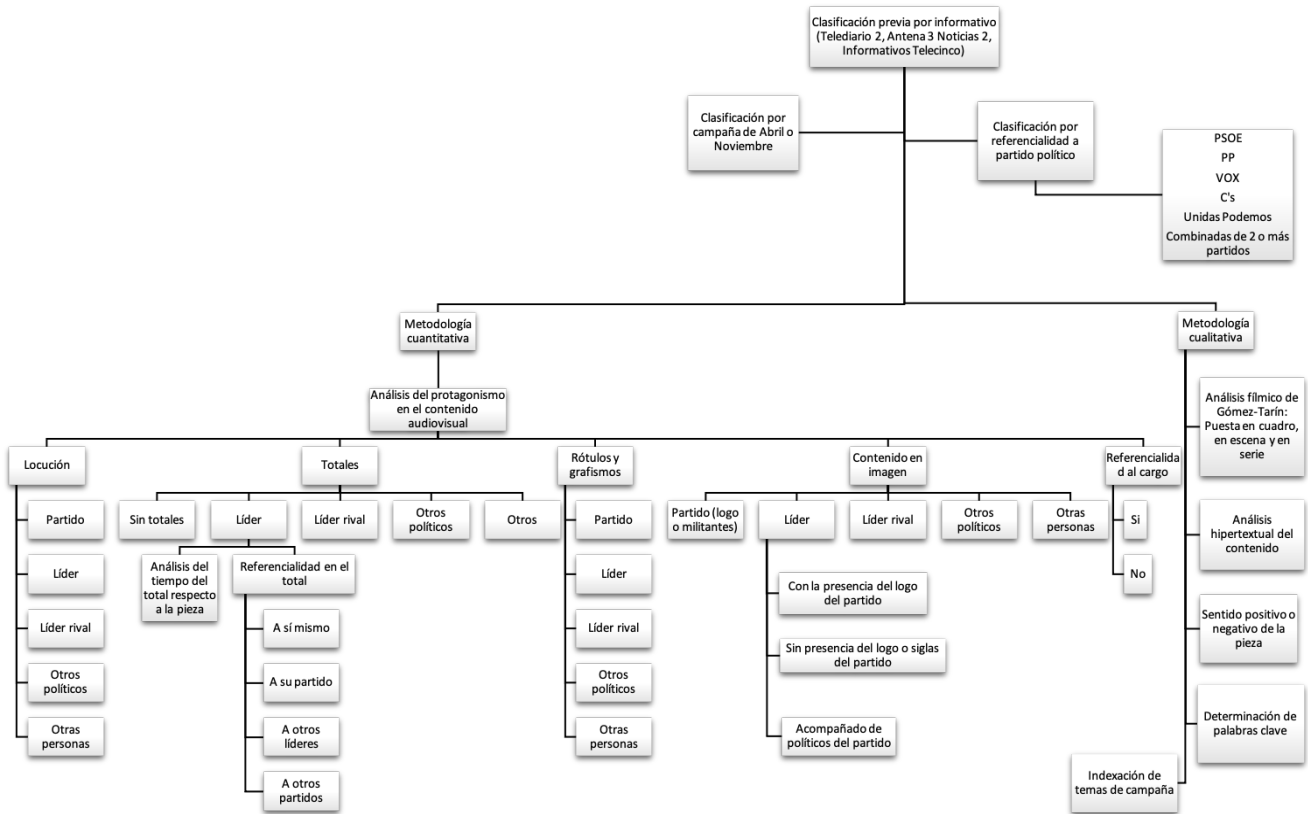 Clasificación previa por informativo
(Telediario 2, Antena 3 Noticias 2,
Informativos Telecinco)
Clasificación por
campaña de Abril o
Noviembre
Clasificación por
referencialidad a
partido político
PSOE
PP
VOX
C's
Unidas Podemos
Combinadas de 2 o más
partidos
Metodología
cuantitativa
Metodología
cualitativa
Análisis del protagonismo
en el contenido
audiovisual
Locución
Partido
Líder
Líder rival
Otros
políticos
Otras
personas
Totales
Sin totales
Líder
Líder rival
Otros
políticos
Otros
Análisis del
tiempo del
total respecto
a la pieza
Referencialidad en el
total
A sí mismo
A su partido
A otros
líderes
A otros
partidos
Rótulos y
grafismos
Partido
Líder
Líder rival
Otros
políticos
Otras
personas
Contenido en
imagen
Partido (logo
o militantes)
Líder
Líder rival
Otros
políticos
Otras
personas
Con la presencia del logo
del partido
Sin presencia del logo o siglas
del partido
Acompañado de
políticos del partido
Referencialida
d al cargo
Si
No
Análisis fílmico de
Gómez-Tarín:
Puesta en cuadro,
en escena y en
serie
Análisis
hipertextual del
contenido
Sentido positivo o
negativo de la
pieza
Determinación de
palabras clave
Indexación de
temas de campaña